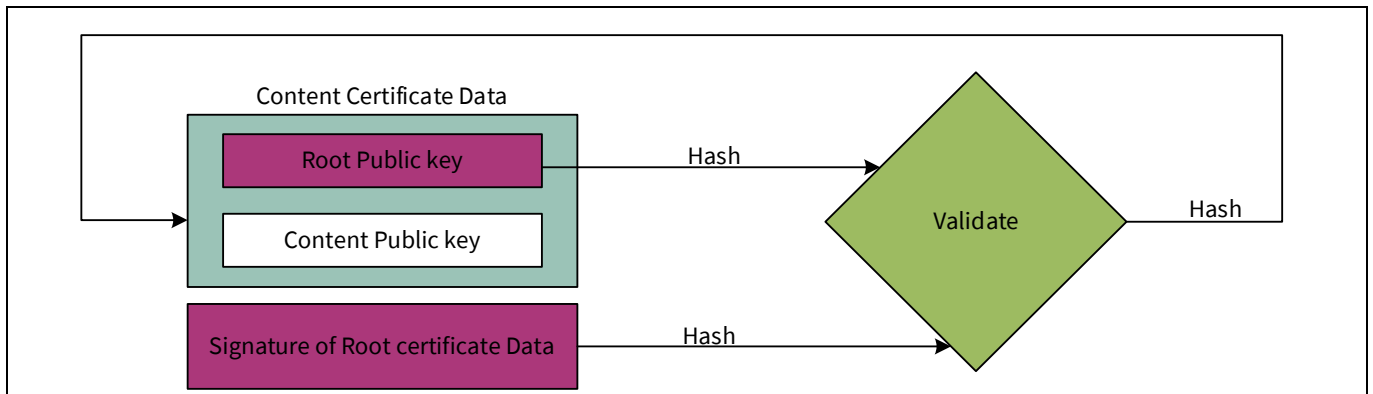 Content Certificate Data
Root Public key
Hash
Content Public key
Validate
Hash
Signature of Root certificate Data
Hash